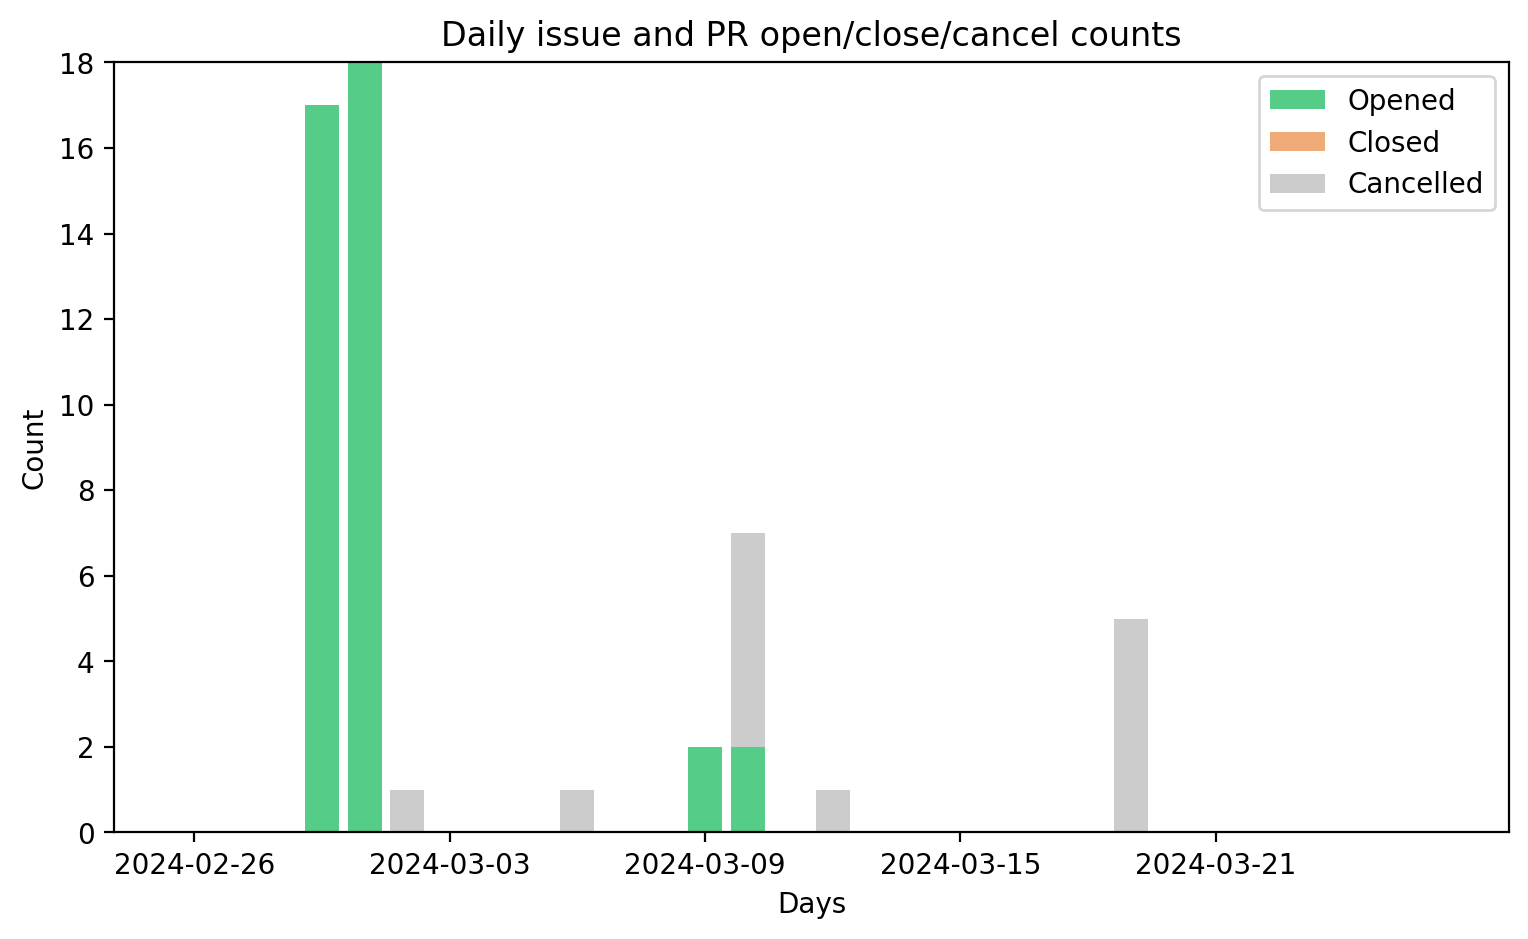 Daily issue and PR open/close/cancel counts
18
16
14
12
10
8
6
4
2
0
Count
Opened
Closed
Cancelled
2024-02-26
2024-03-03
2024-03-09
2024-03-15
2024-03-21
Days